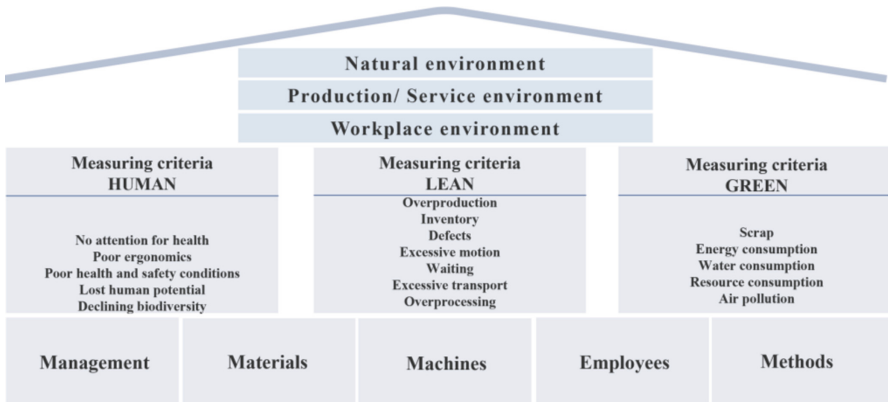 Natural environment
Production/ Service environment
Workplace environment
Measuring criteria
HUMAN
No attention for health
Poor ergonomics
Poor health and safety conditions
Lost human potential
Declining biodiversity
Measuring criteria
LEAN
Overproduction
Inventory
Defects
Excessive motion
Waiting
Excessive transport
Overprocessing
Measuring criteria
GREEN
Scrap
Energy consumption
Water consumption
Resource consumption
Air pollution
Management
Materials
Machines
Employees
Methods